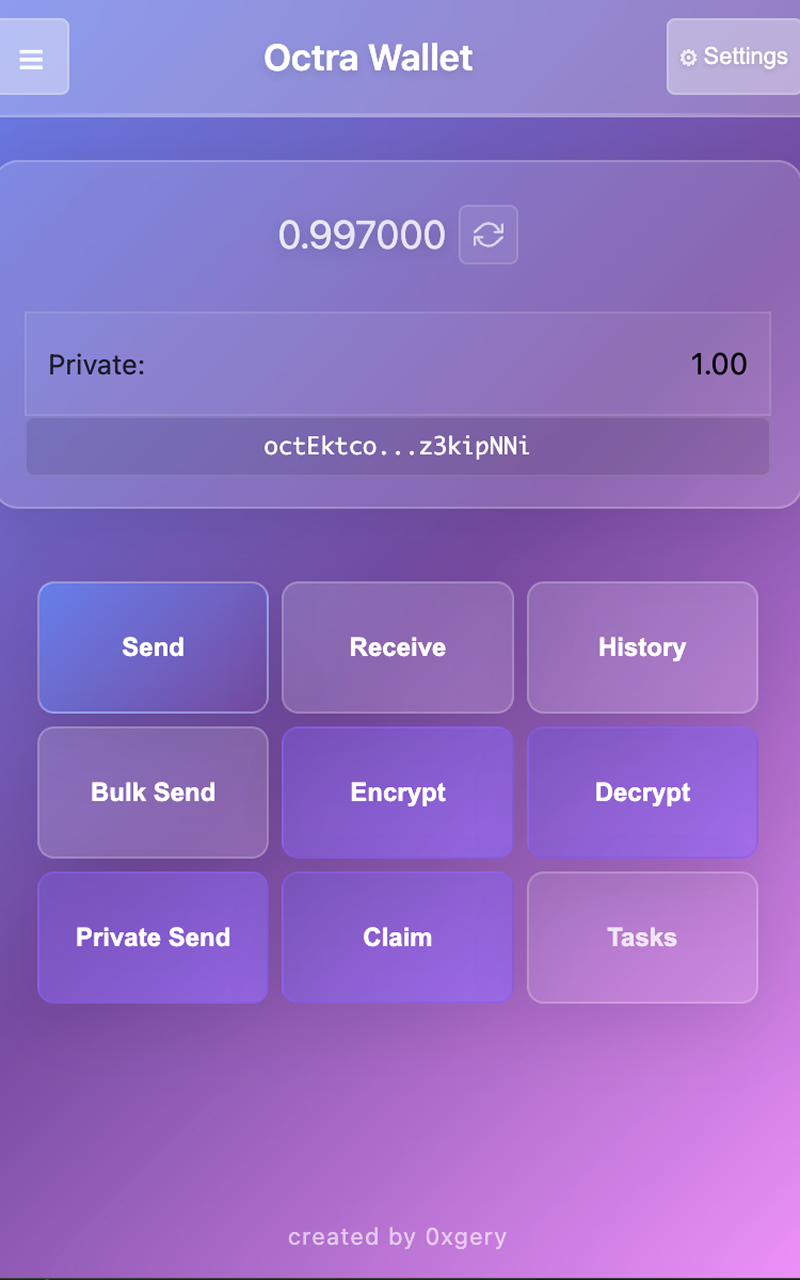 Octra Wallet
⚙ Settings
0.997000
Private: 1.00
octEktco...z3kipNNi
Send Receive History
Bulk Send Encrypt Decrypt
Private Send Claim Tasks
created by 0xgery